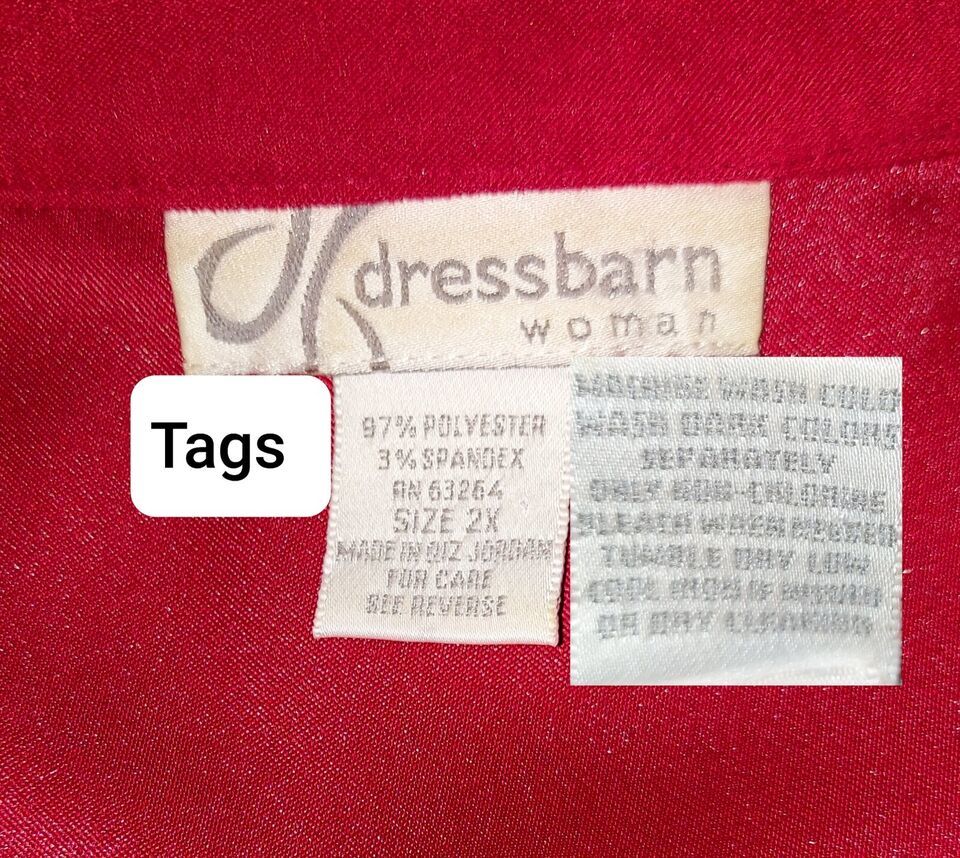 dressbarn
woman
Tags
97% POLYESTER
3% SPANDEX
RN 63264
SIZE 2X
MADE IN QIZ JORDAN
FOR CARE
SEE REVERSE
MACHINE WASH COLD
WASH DARK COLORS
SEPARATELY
ONLY NON-CHLORINE
BLEACH WHEN NEEDED
TUMBLE DRY LOW
COOL IRON IF NEEDED
OR DRY CLEANING